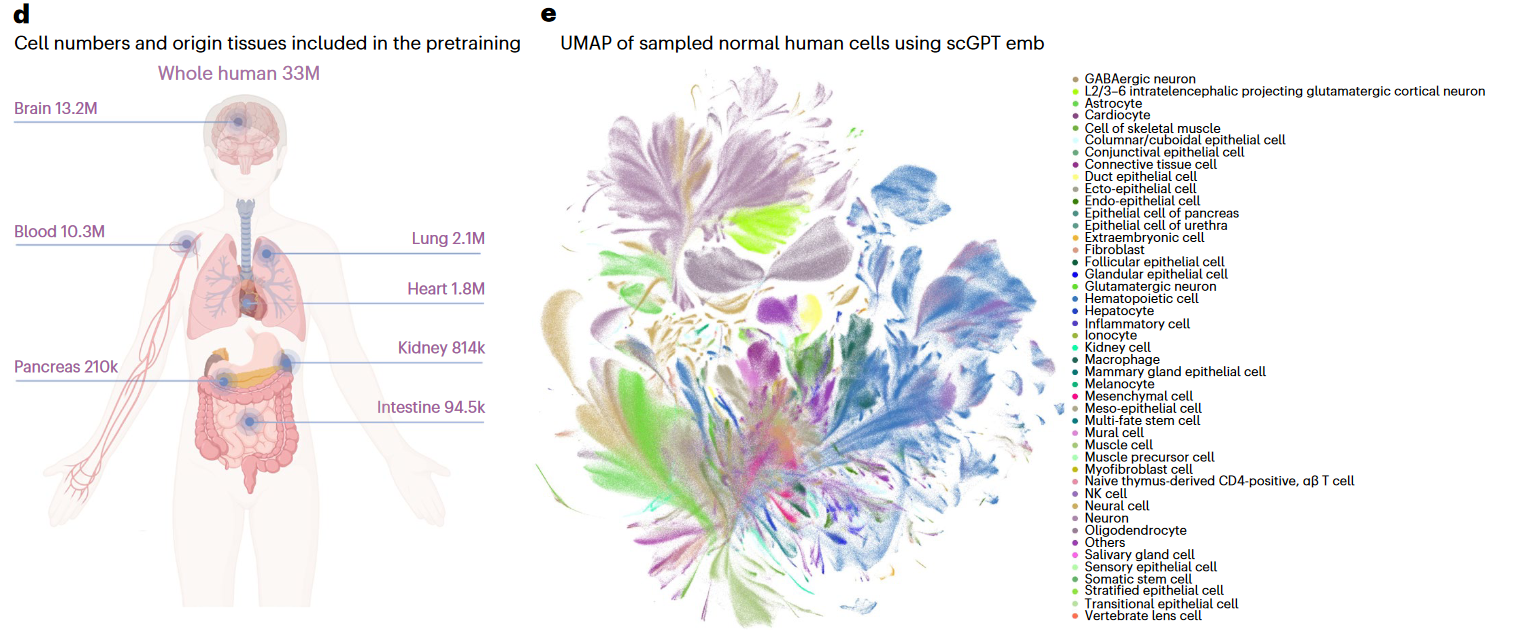 d
Cell numbers and origin tissues included in the pretraining
Whole human 33M
Brain 13.2M
Blood 10.3M
Lung 2.1M
Heart 1.8M
Kidney 814k
Pancreas 210k
Intestine 94.5k
e
UMAP of sampled normal human cells using scGPT emb
GABAergic neuron
L2/3–6 intratelencephalic projecting glutamatergic cortical neuron
Astrocyte
Cardiocyte
Cell of skeletal muscle
Columnar/cuboidal epithelial cell
Conjunctival epithelial cell
Connective tissue cell
Duct epithelial cell
Ecto-epithelial cell
Endo-epithelial cell
Epithelial cell of pancreas
Epithelial cell of urethra
Extraembryonic cell
Fibroblast
Follicular epithelial cell
Glandular epithelial cell
Glutamatergic neuron
Hematopoietic cell
Hepatocyte
Inflammatory cell
Ionocyte
Kidney cell
Macrophage
Mammary gland epithelial cell
Melanocyte
Mesenchymal cell
Meso-epithelial cell
Multi-fate stem cell
Mural cell
Muscle cell
Muscle precursor cell
Myofibroblast cell
Naive thymus-derived CD4-positive, αβ T cell
NK cell
Neural cell
Neuron
Oligodendrocyte
Others
Salivary gland cell
Sensory epithelial cell
Somatic stem cell
Stratified epithelial cell
Transitional epithelial cell
Vertebrate lens cell